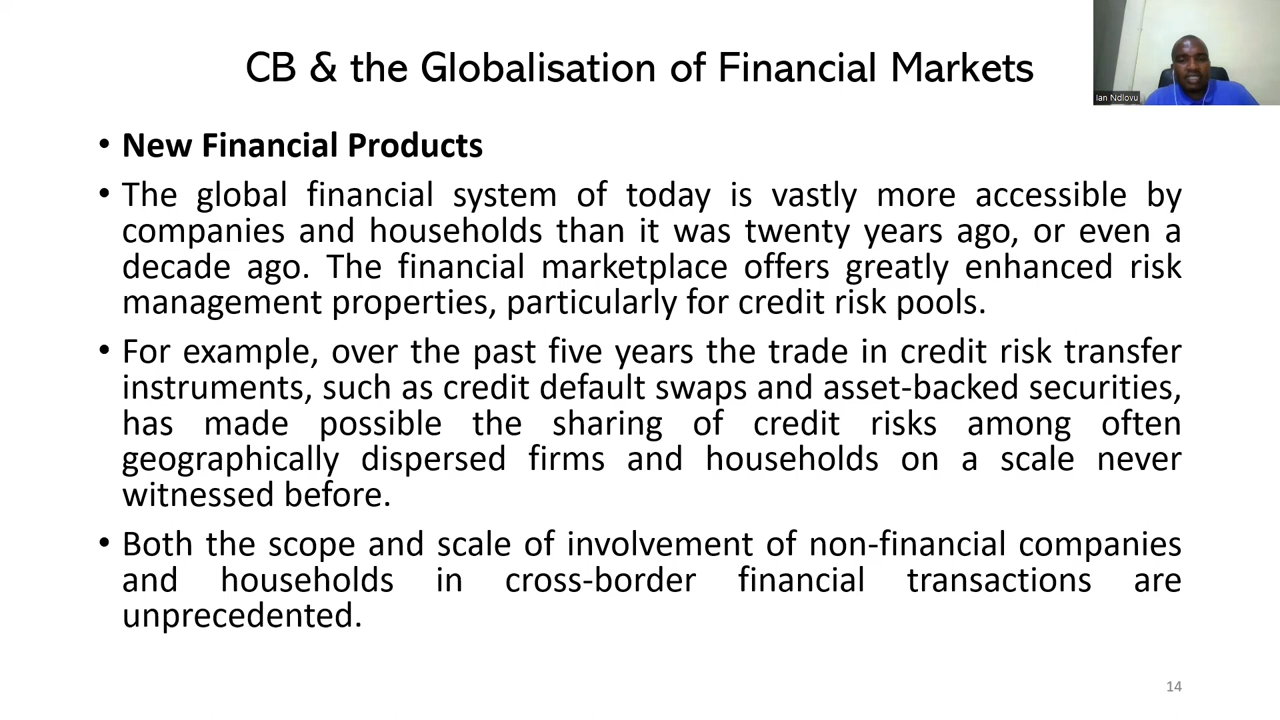 CB & the Globalisation of Financial Markets
Ian Ndlovu
• New Financial Products
• The global financial system of today is vastly more accessible by
companies and households than it was twenty years ago, or even a
decade ago. The financial marketplace offers greatly enhanced risk
management properties, particularly for credit risk pools.
• For example, over the past five years the trade in credit risk transfer
instruments, such as credit default swaps and asset-backed securities,
has made possible the sharing of credit risks among often
geographically dispersed firms and households on a scale never
witnessed before.
• Both the scope and scale of involvement of non-financial companies
and households in cross-border financial transactions are
unprecedented.
14